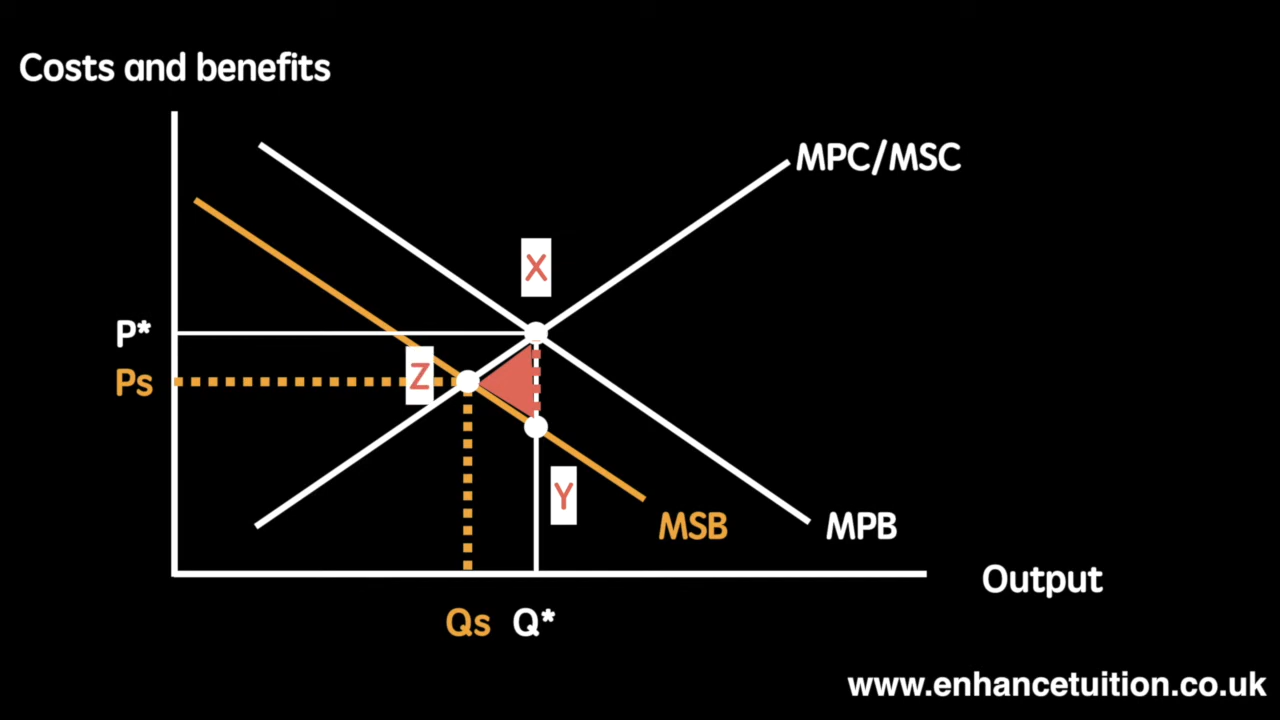 Costs and benefits
MPC/MSC
X
P*
Z
Ps
Y
MSB
MPB
Output
Qs
Q*
www.enhancetuition.co.uk